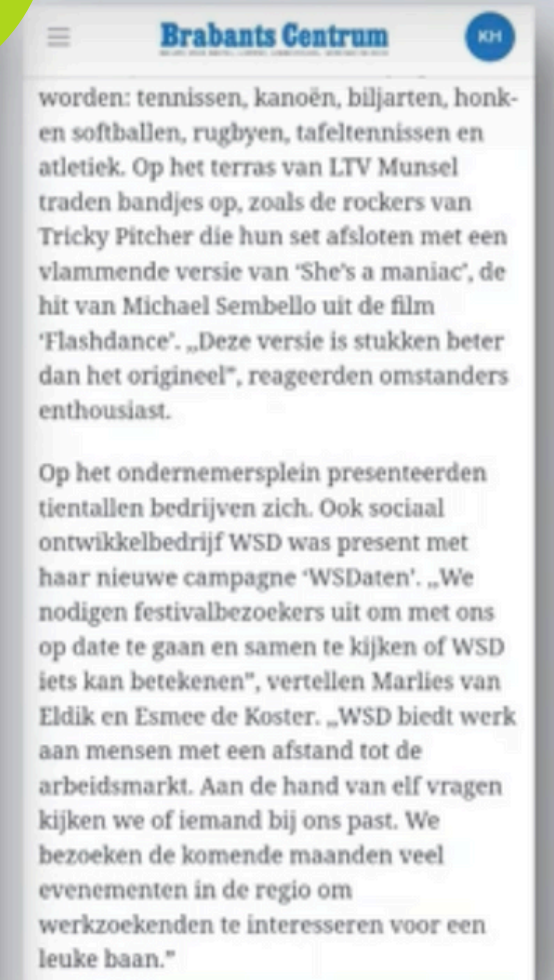 Brabants Centrum
KH
worden: tennissen, kanoën, biljarten, honk-
en softballen, rugbyen, tafeltennissen en
atletiek. Op het terras van LTV Munsel
traden bandjes op, zoals de rockers van
Tricky Pitcher die hun set afsloten met een
vlammende versie van ‘She’s a maniac’, de
hit van Michael Sembello uit de film
‘Flashdance’. „Deze versie is stukken beter
dan het origineel”, reageerden omstanders
enthousiast.
Op het ondernemersplein presenteerden
tientallen bedrijven zich. Ook sociaal
ontwikkelbedrijf WSD was present met
haar nieuwe campagne ‘WSDaten’. „We
nodigen festivalbezoekers uit om met ons
op date te gaan en samen te kijken of WSD
iets kan betekenen”, vertellen Marlies van
Eldik en Esmee de Koster. „WSD biedt werk
aan mensen met een afstand tot de
arbeidsmarkt. Aan de hand van elf vragen
kijken we of iemand bij ons past. We
bezoeken de komende maanden veel
evenementen in de regio om
werkzoekenden te interesseren voor een
leuke baan.”